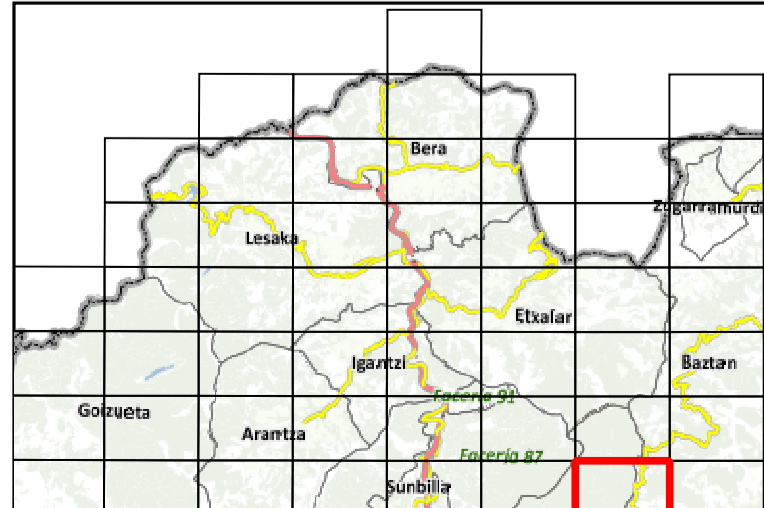 Bera
Zugarramurdi
Lesaka
Etxalar
Igantzi
Baztan
Facería 91
Goizueta
Arantza
Facería 87
Sunbilla